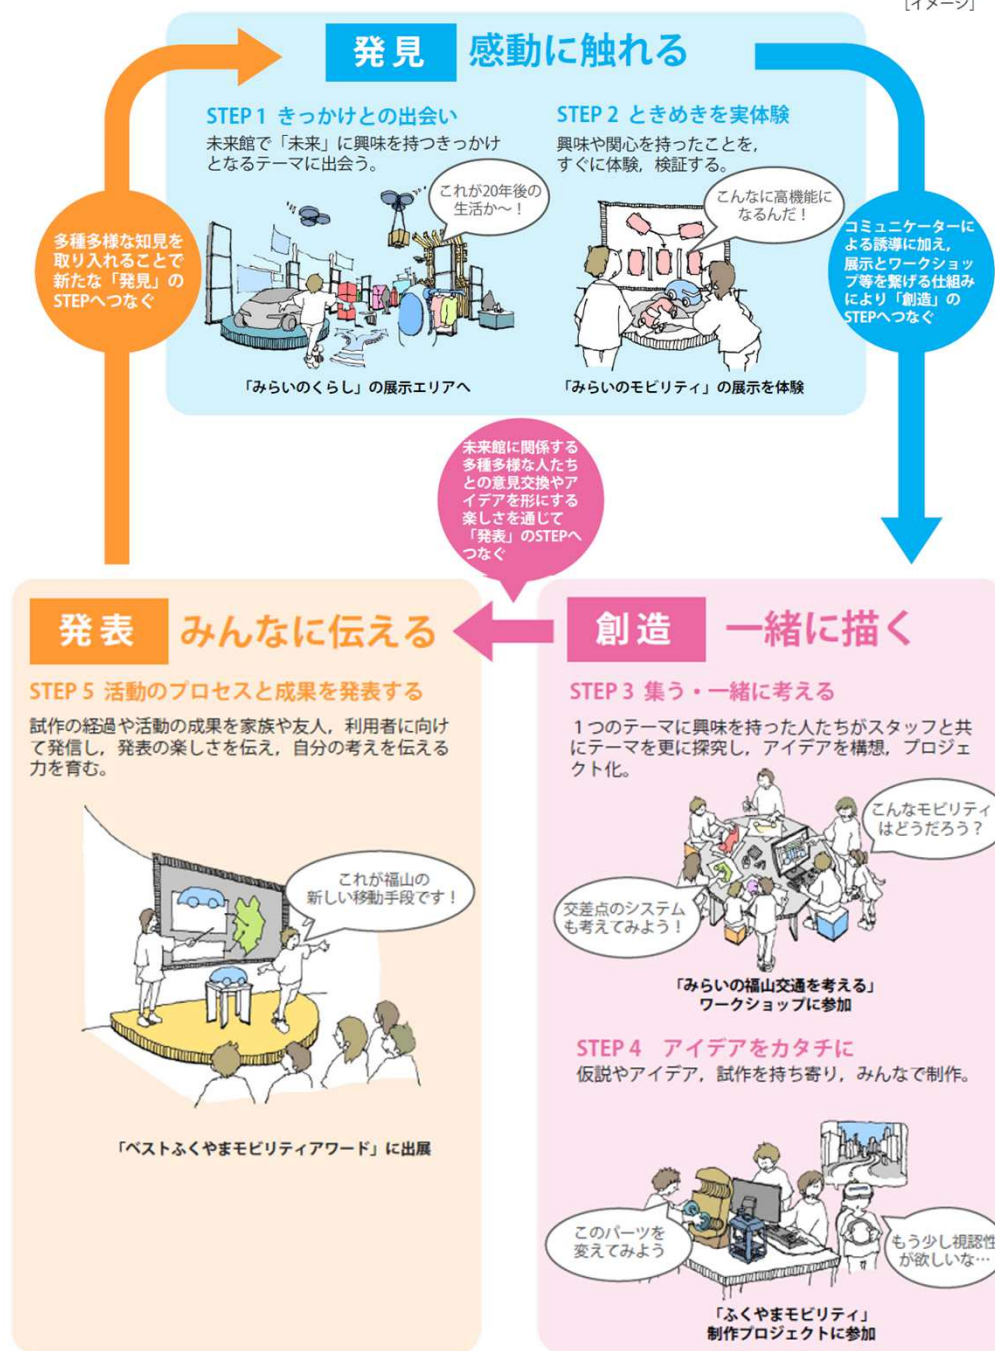 ［イメージ］
発見 感動に触れる
STEP 1 きっかけとの出会い
未来館で「未来」に興味を持つきっかけ
となるテーマに出会う。
これが20年後の
生活か～！
「みらいのくらし」の展示エリアへ
STEP 2 ときめきを実体験
興味や関心を持ったことを，
すぐに体験，検証する。
こんなに高機能に
なるんだ！
「みらいのモビリティ」の展示を体験
多種多様な知見を
取り入れることで
新たな「発見」の
STEPへつなぐ
コミュニケーターに
よる誘導に加え，
展示とワークショッ
プ等を繋げる仕組み
により「創造」の
STEPへつなぐ
未来館に関係する
多種多様な人たち
との意見交換やア
イデアを形にする
楽しさを通じて
「発表」のSTEPへ
つなぐ
創造 一緒に描く
STEP 3 集う・一緒に考える
１つのテーマに興味を持った人たちがスタッフと共
にテーマを更に探究し，アイデアを構想，プロジェ
クト化。
こんなモビリティ
はどうだろう？
交差点のシステム
も考えてみよう！
「みらいの福山交通を考える」
ワークショップに参加
STEP 4 アイデアをカタチに
仮説やアイデア，試作を持ち寄り，みんなで制作。
このパーツを
変えてみよう
もう少し視認性
が欲しいな…
「ふくやまモビリティ」
制作プロジェクトに参加
発表 みんなに伝える
STEP 5 活動のプロセスと成果を発表する
試作の経過や活動の成果を家族や友人，利用者に向け
て発信し，発表の楽しさを伝え，自分の考えを伝える
力を育む。
これが福山の
新しい移動手段です！
「ベストふくやまモビリティアワード」に出展